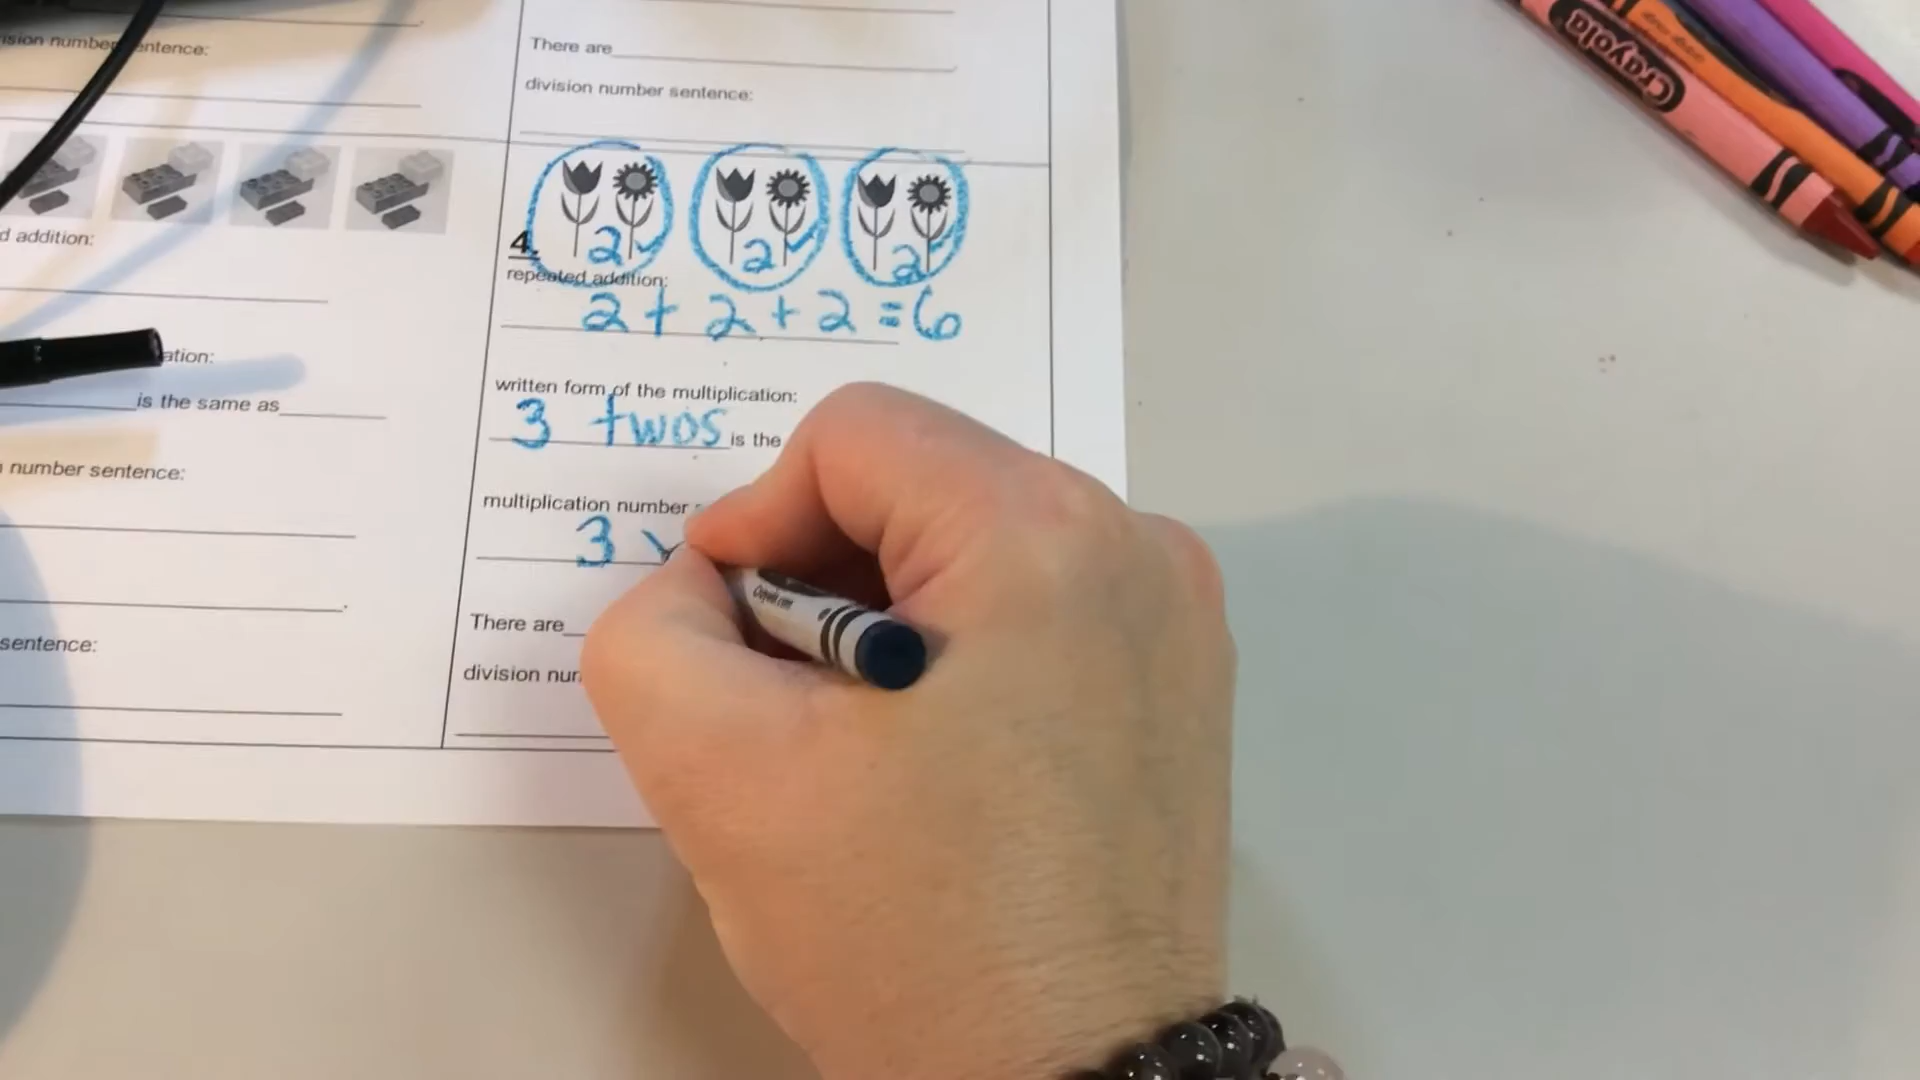 ision number sentence:
d addition:
ation:
is the same as
number sentence:
sentence:
There are
division number sentence:
2 2 2
4.
repeated addition:
2 + 2 + 2 = 6
written form of the multiplication:
3 twos is the
multiplication number
3
There are
division
Crayola
Crayola.com